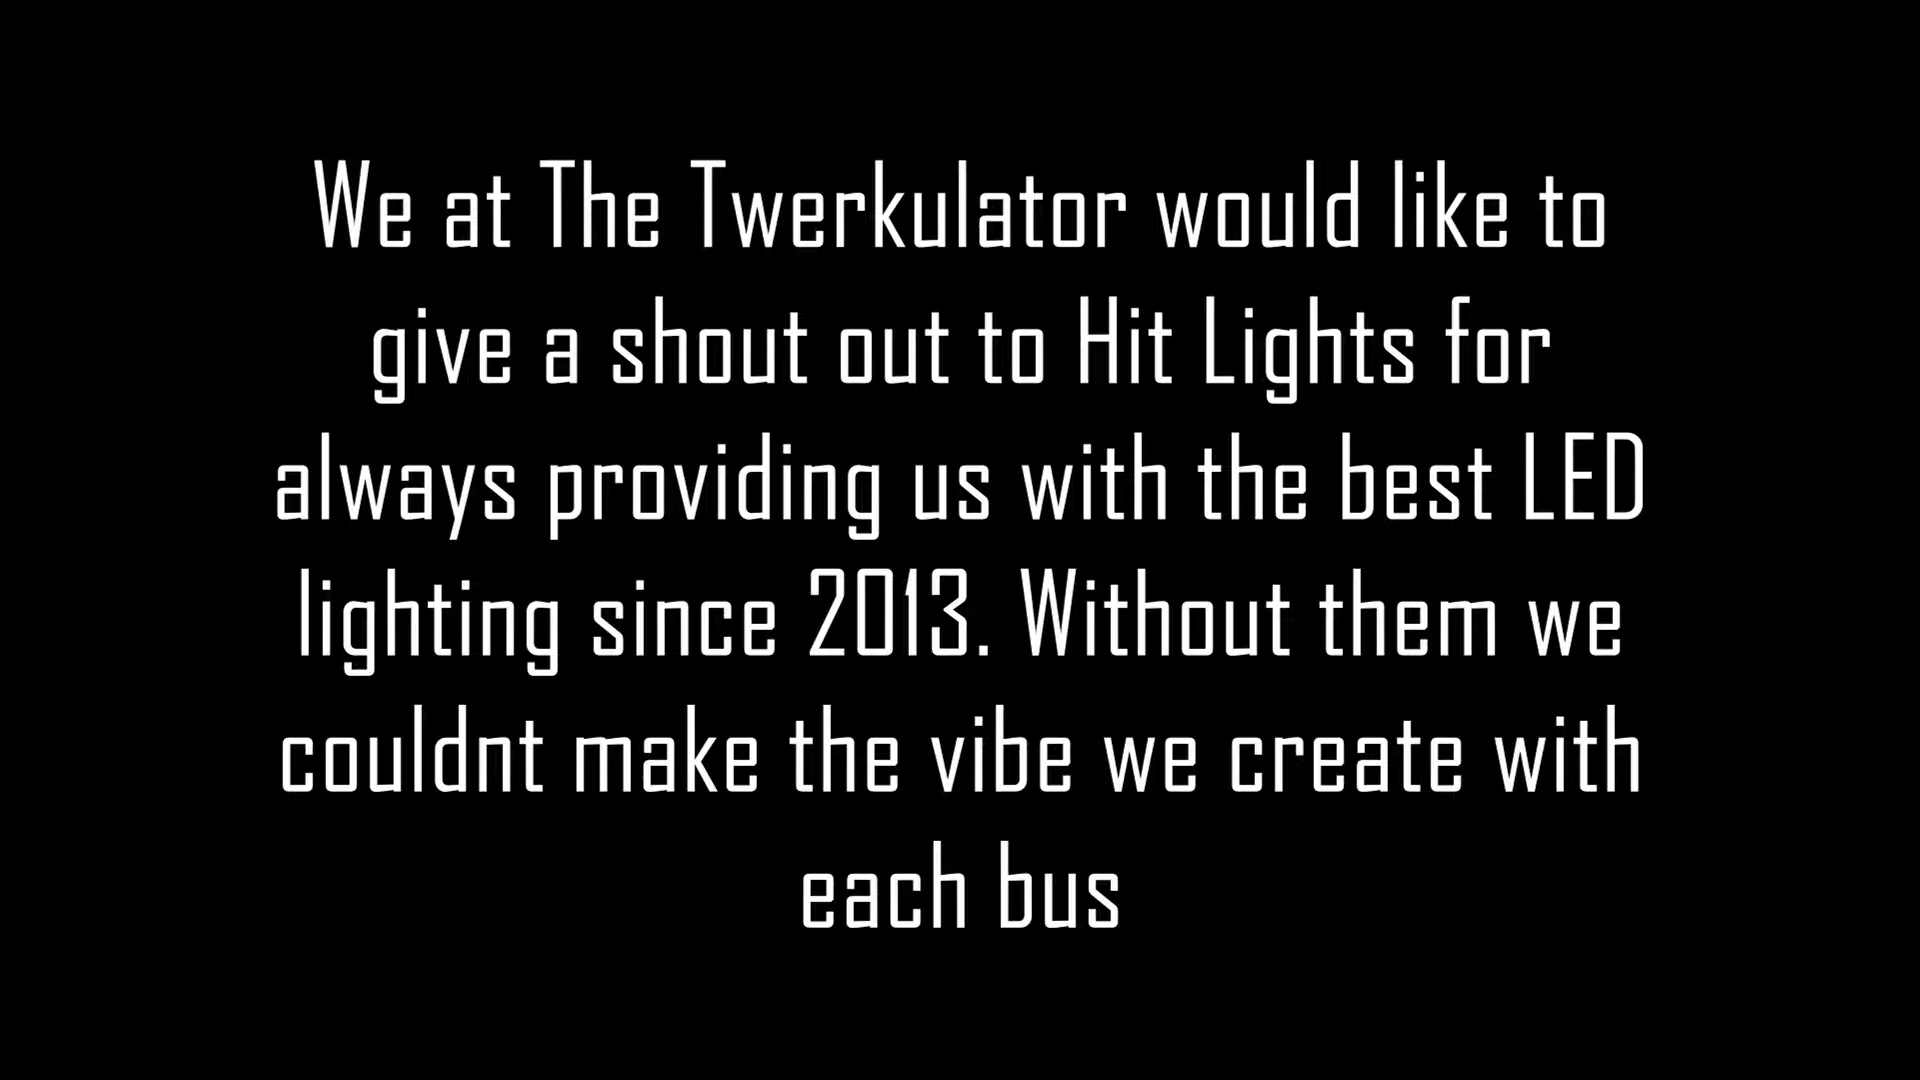 We at The Twerkulator would like to
give a shout out to Hit Lights for
always providing us with the best LED
lighting since 2013. Without them we
couldnt make the vibe we create with
each bus